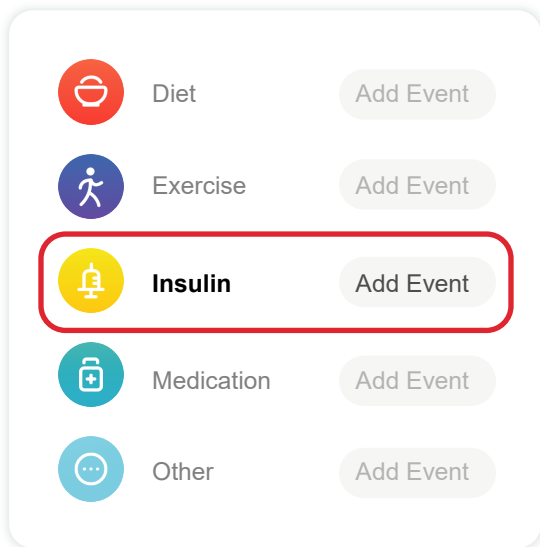 Diet Add Event
Exercise Add Event
Insulin Add Event
Medication Add Event
Other Add Event